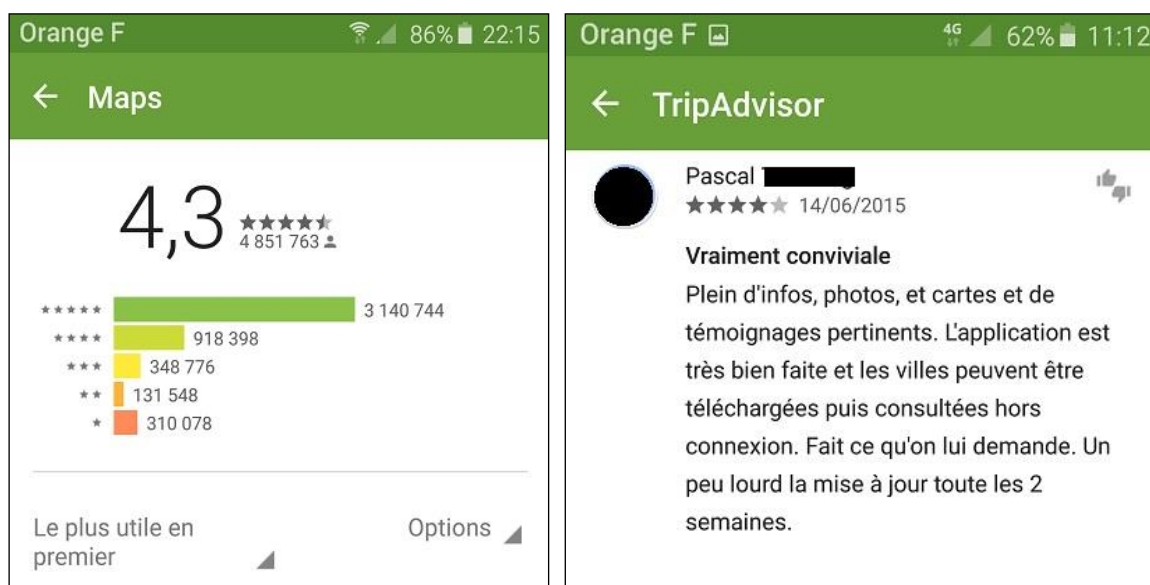 Orange F 86% 22:15
Maps
4,3
4 851 763
3 140 744
918 398
348 776
131 548
310 078
Le plus utile en
premier
Options
Orange F 4G 62% 11:12
TripAdvisor
Pascal
14/06/2015
Vraiment conviviale
Plein d'infos, photos, et cartes et de
témoignages pertinents. L'application est
très bien faite et les villes peuvent être
téléchargées puis consultées hors
connexion. Fait ce qu'on lui demande. Un
peu lourd la mise à jour toute les 2
semaines.